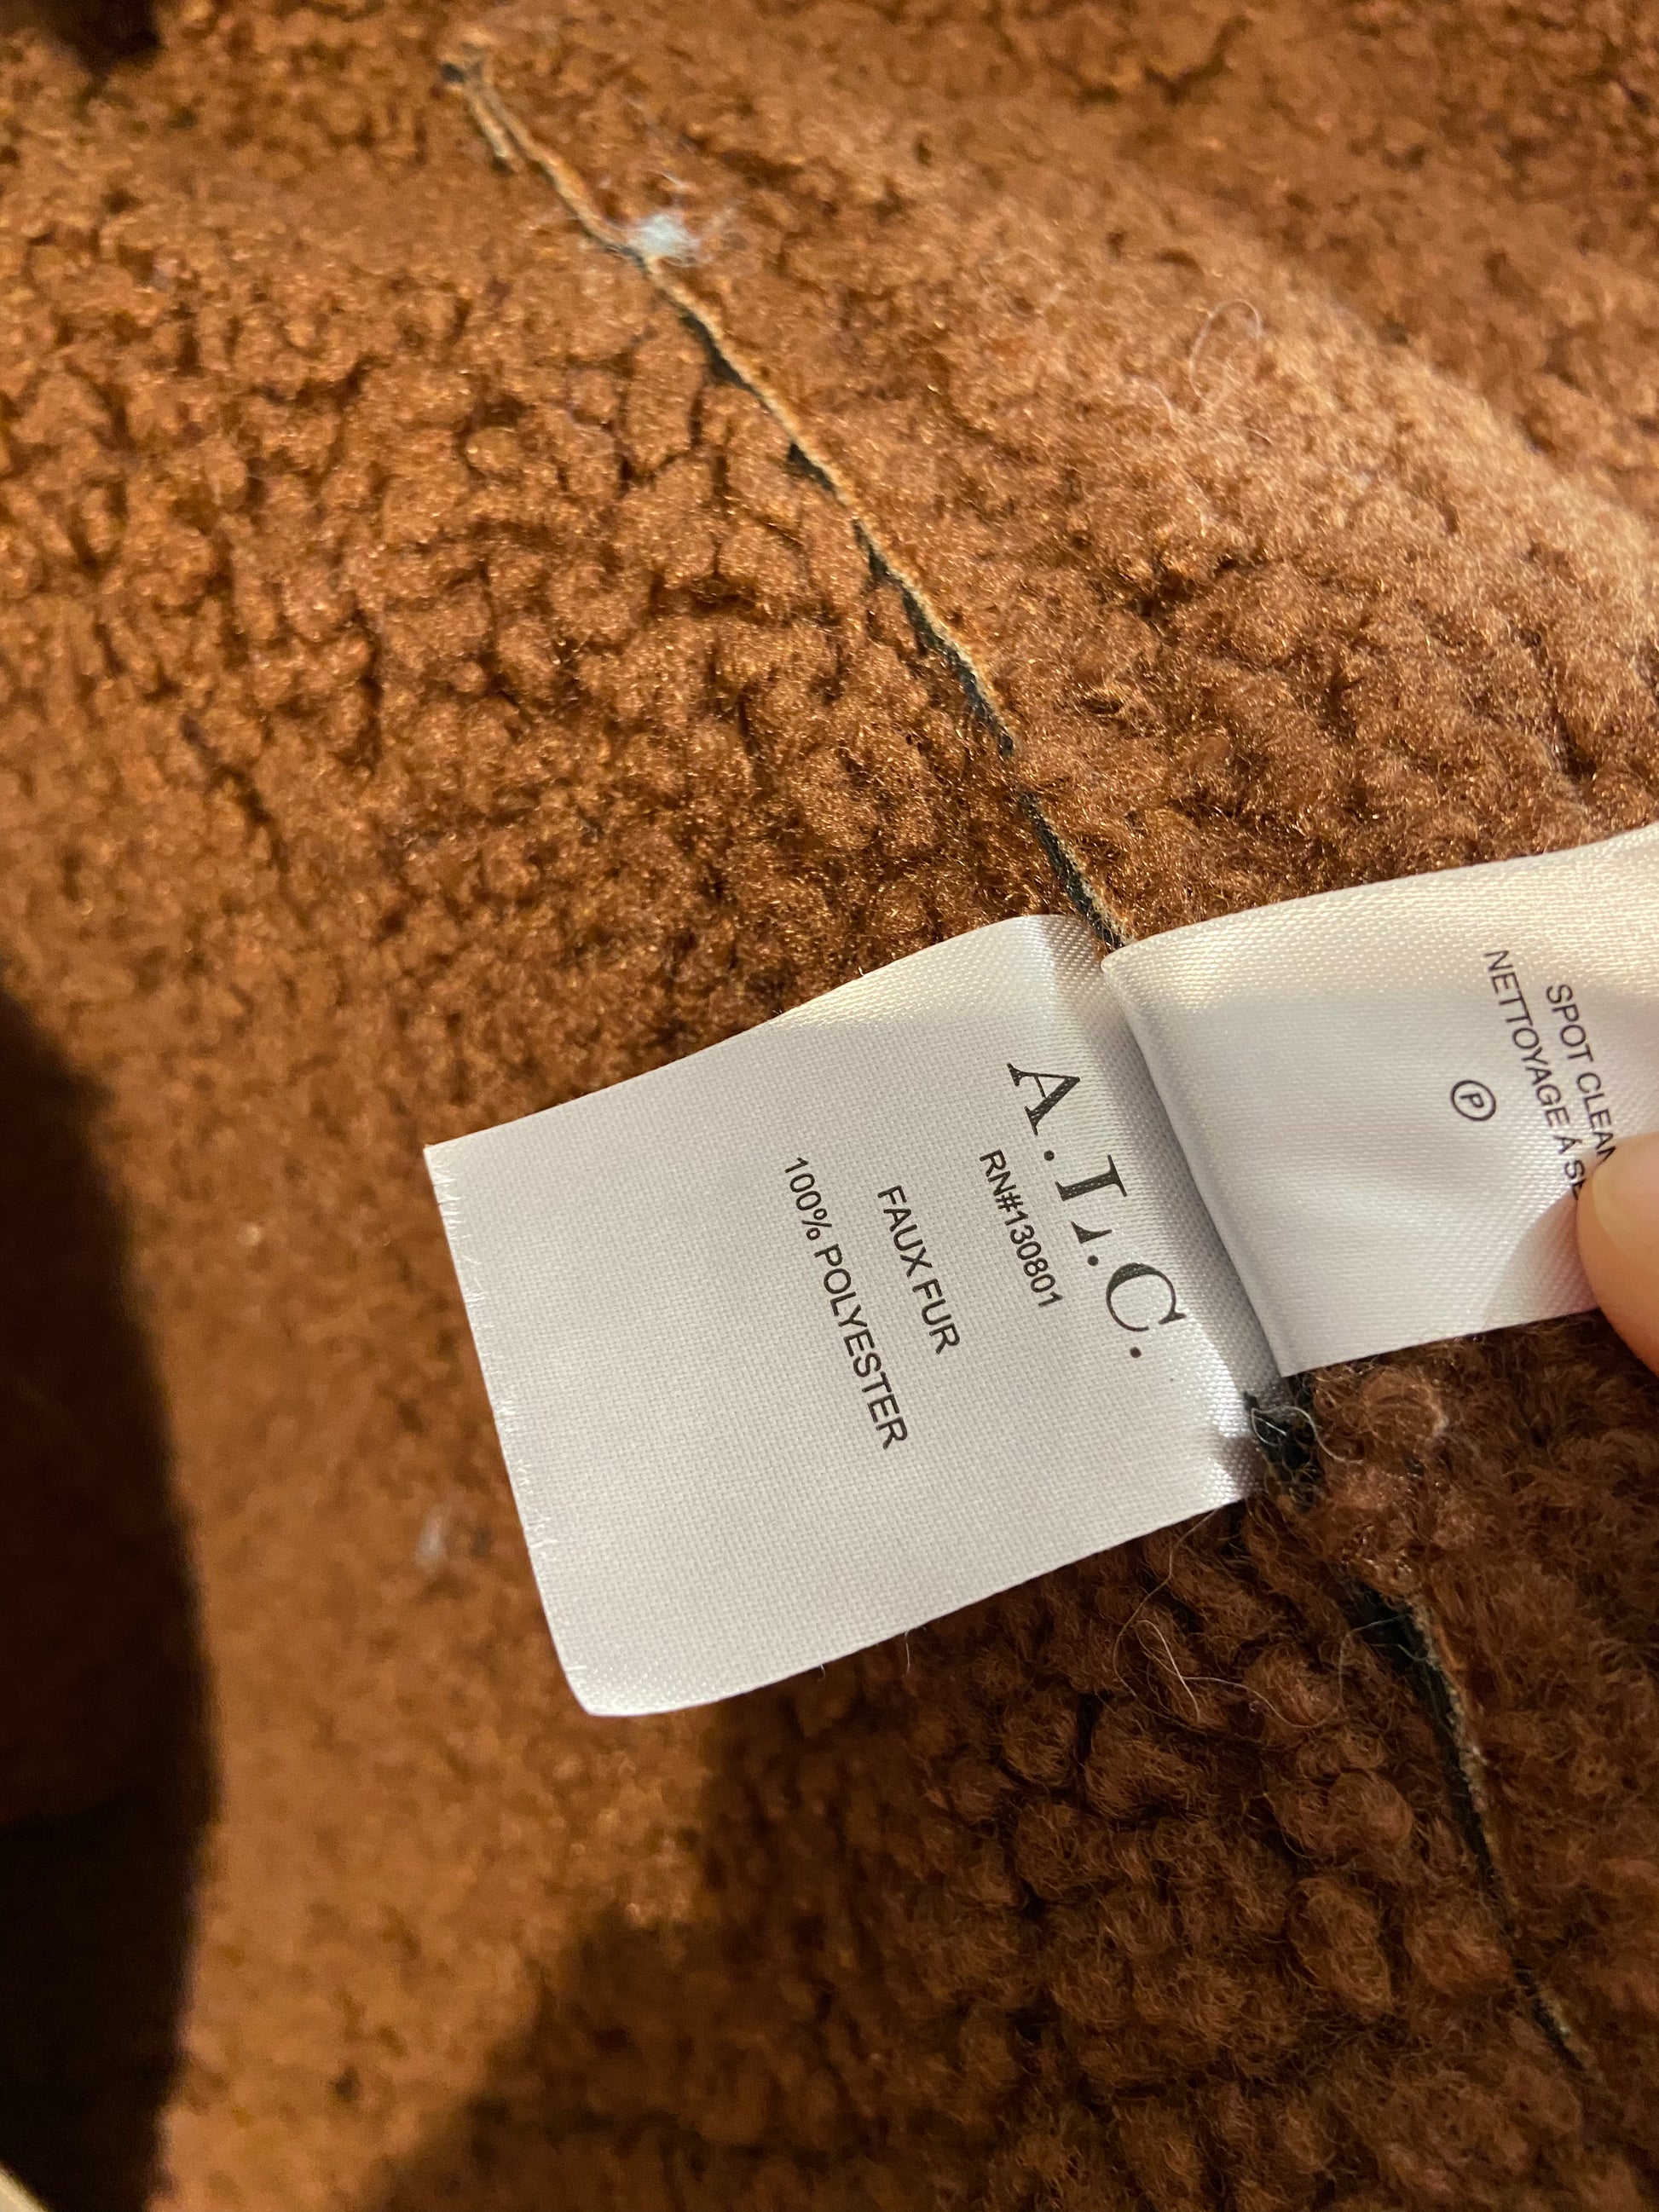 A.L.C.
RN#130801
FAUX FUR
100% POLYESTER
SPOT CLEAN
NETTOYAGE À
P